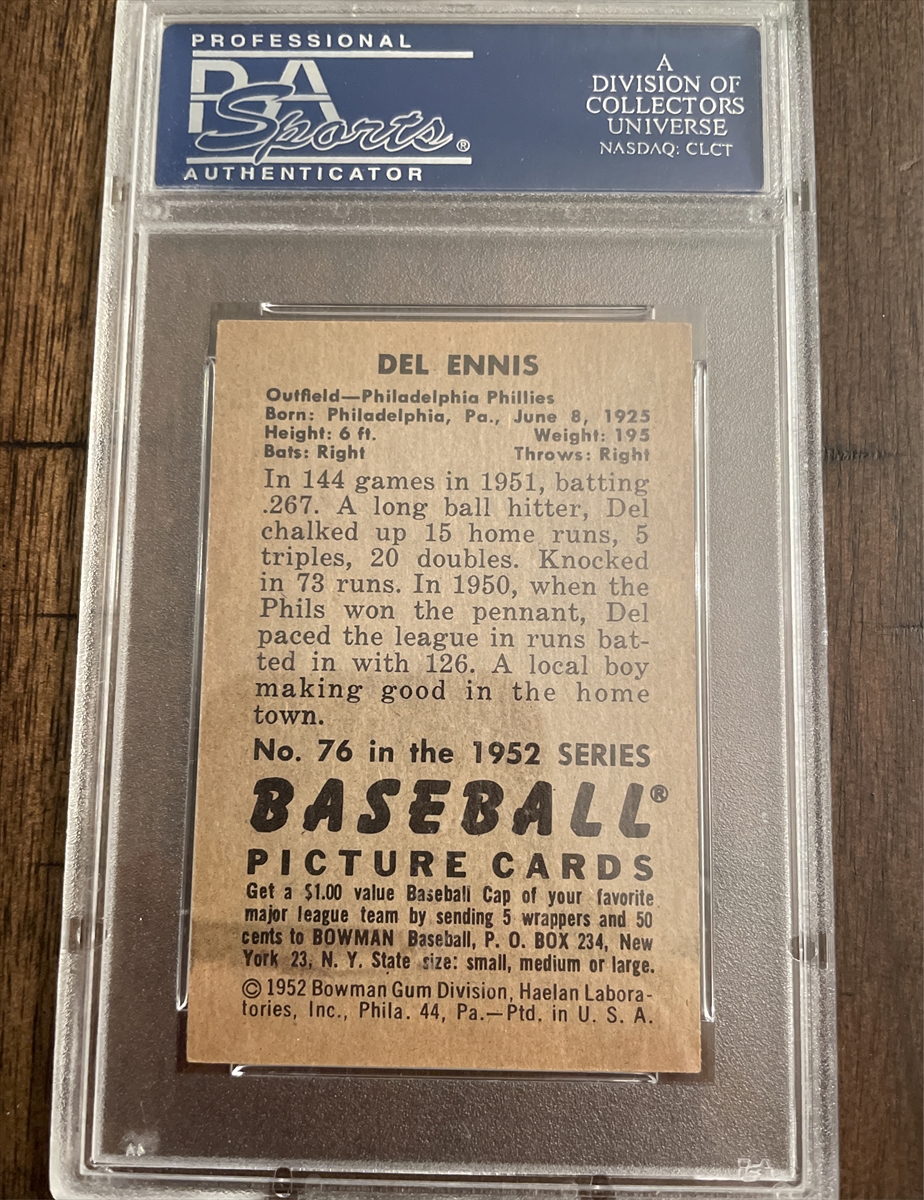 PROFESSIONAL
PSA
Sports®
AUTHENTICATOR
A
DIVISION OF
COLLECTORS
UNIVERSE
NASDAQ: CLCT
DEL ENNIS
Outfield—Philadelphia Phillies
Born: Philadelphia, Pa., June 8, 1925
Height: 6 ft. Weight: 195
Bats: Right Throws: Right
In 144 games in 1951, batting
.267. A long ball hitter, Del
chalked up 15 home runs, 5
triples, 20 doubles. Knocked
in 73 runs. In 1950, when the
Phils won the pennant, Del
paced the league in runs bat-
ted in with 126. A local boy
making good in the home
town.
No. 76 in the 1952 SERIES
BASEBALL®
PICTURE CARDS
Get a $1.00 value Baseball Cap of your favorite
major league team by sending 5 wrappers and 50
cents to BOWMAN Baseball, P. O. BOX 234, New
York 23, N. Y. State size: small, medium or large.
© 1952 Bowman Gum Division, Haelan Labora-
tories, Inc., Phila. 44, Pa.—Ptd. in U. S. A.